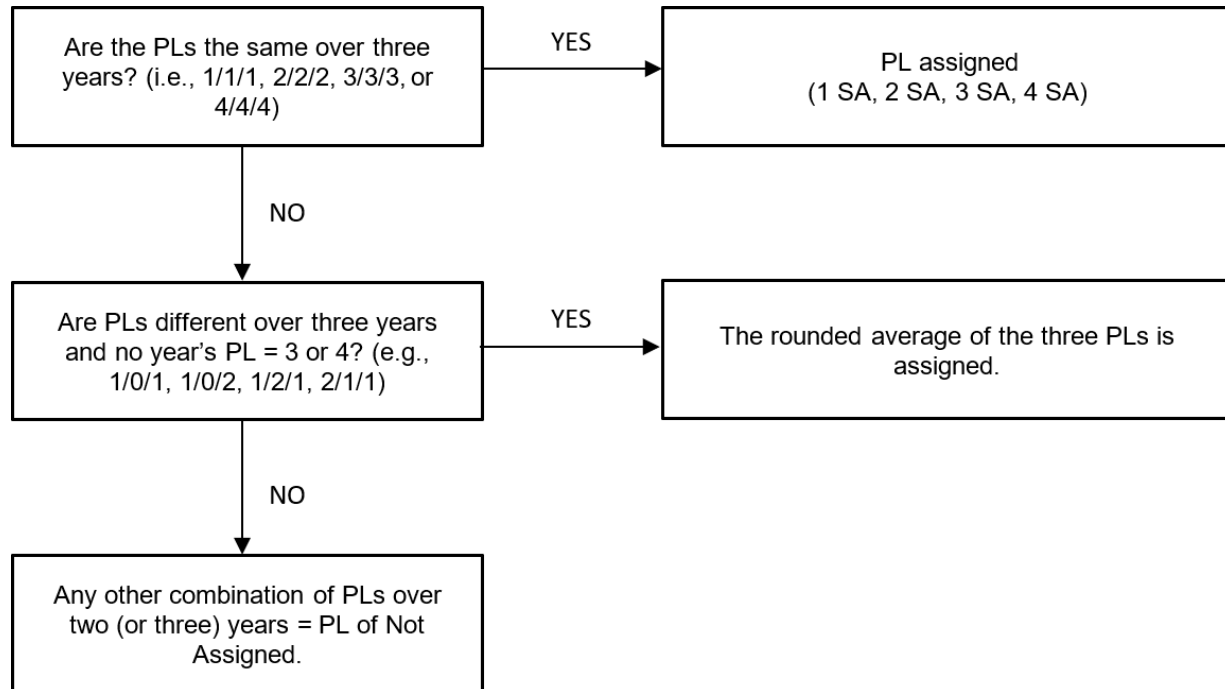 Are the PLs the same over three
years? (i.e., 1/1/1, 2/2/2, 3/3/3, or
4/4/4)
YES
PL assigned
(1 SA, 2 SA, 3 SA, 4 SA)
NO
Are PLs different over three years
and no year's PL = 3 or 4? (e.g.,
1/0/1, 1/0/2, 1/2/1, 2/1/1)
YES
The rounded average of the three PLs is
assigned.
NO
Any other combination of PLs over
two (or three) years = PL of Not
Assigned.